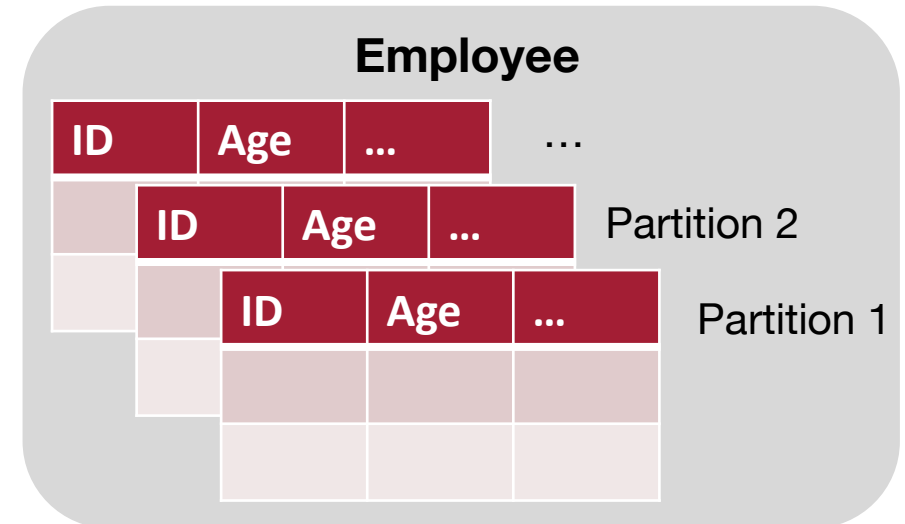 Employee
ID Age ... ...
ID Age ... Partition 2
ID Age ... Partition 1